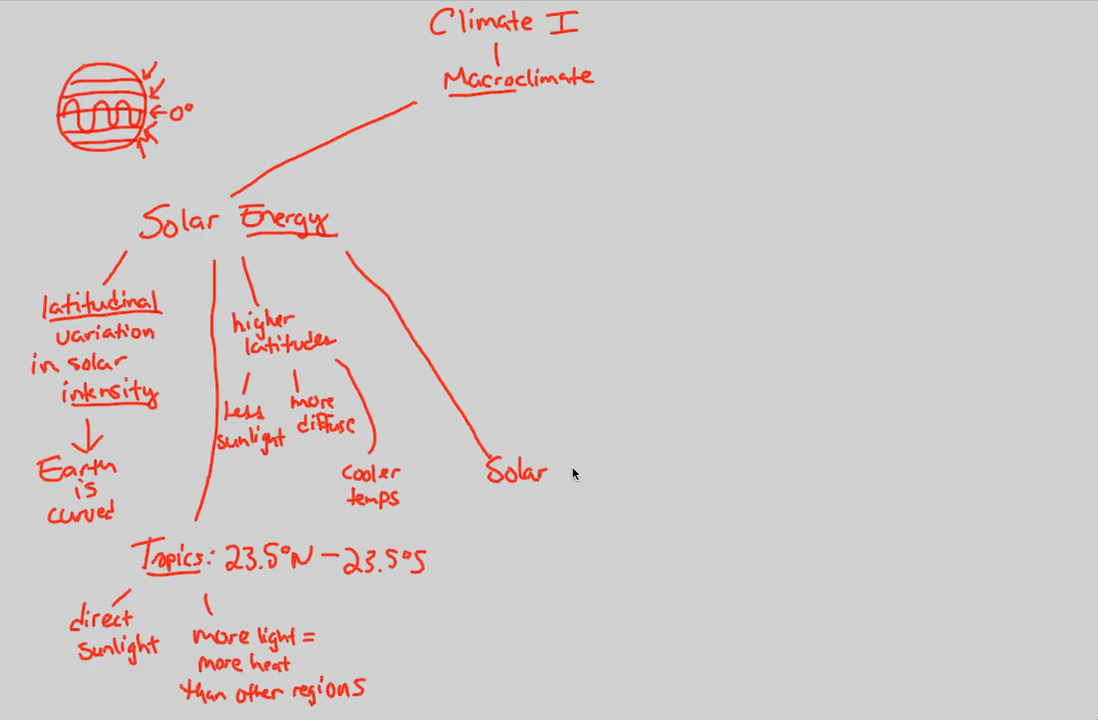 Climate I
Macroclimate
0°
Solar Energy
latitudinal
variation
in solar
intensity
Earth
is
curved
higher
latitudes
Less
sunlight
more
diffuse
cooler
temps
Solar
Tropics: 23.5°N - 23.5°S
direct
sunlight
more light =
more heat
than other regions